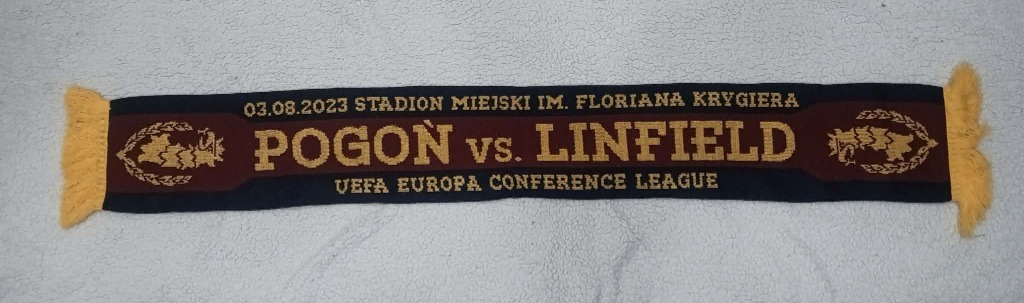 03.08.2023 STADION MIEJSKI IM. FLORIANA KRYGIERA
POGOŃ vs. LINFIELD
UEFA EUROPA CONFERENCE LEAGUE